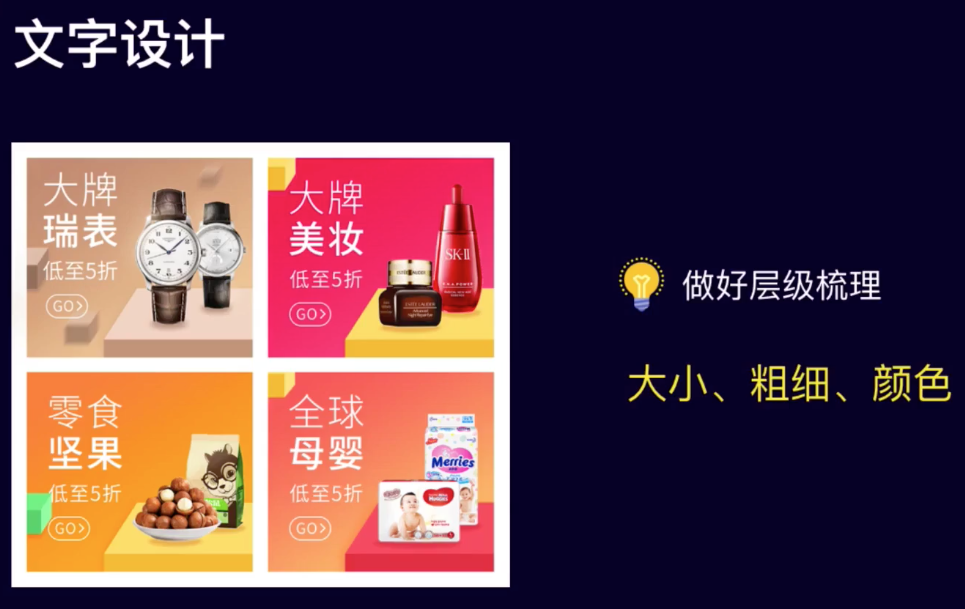 文字设计
大牌
瑞表
低至5折
GO>
大牌
美妆
低至5折
GO>
SK-II
零食
坚果
低至5折
GO>
全球
母婴
低至5折
GO>
Merries
HUGGIES
做好层级梳理
大小、粗细、颜色